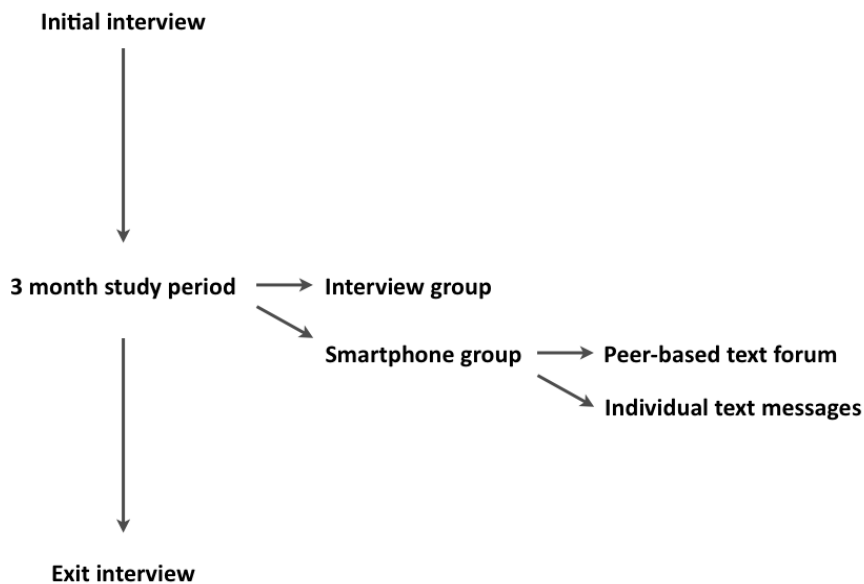 Initial interview
3 month study period
Interview group
Smartphone group
Peer-based text forum
Individual text messages
Exit interview